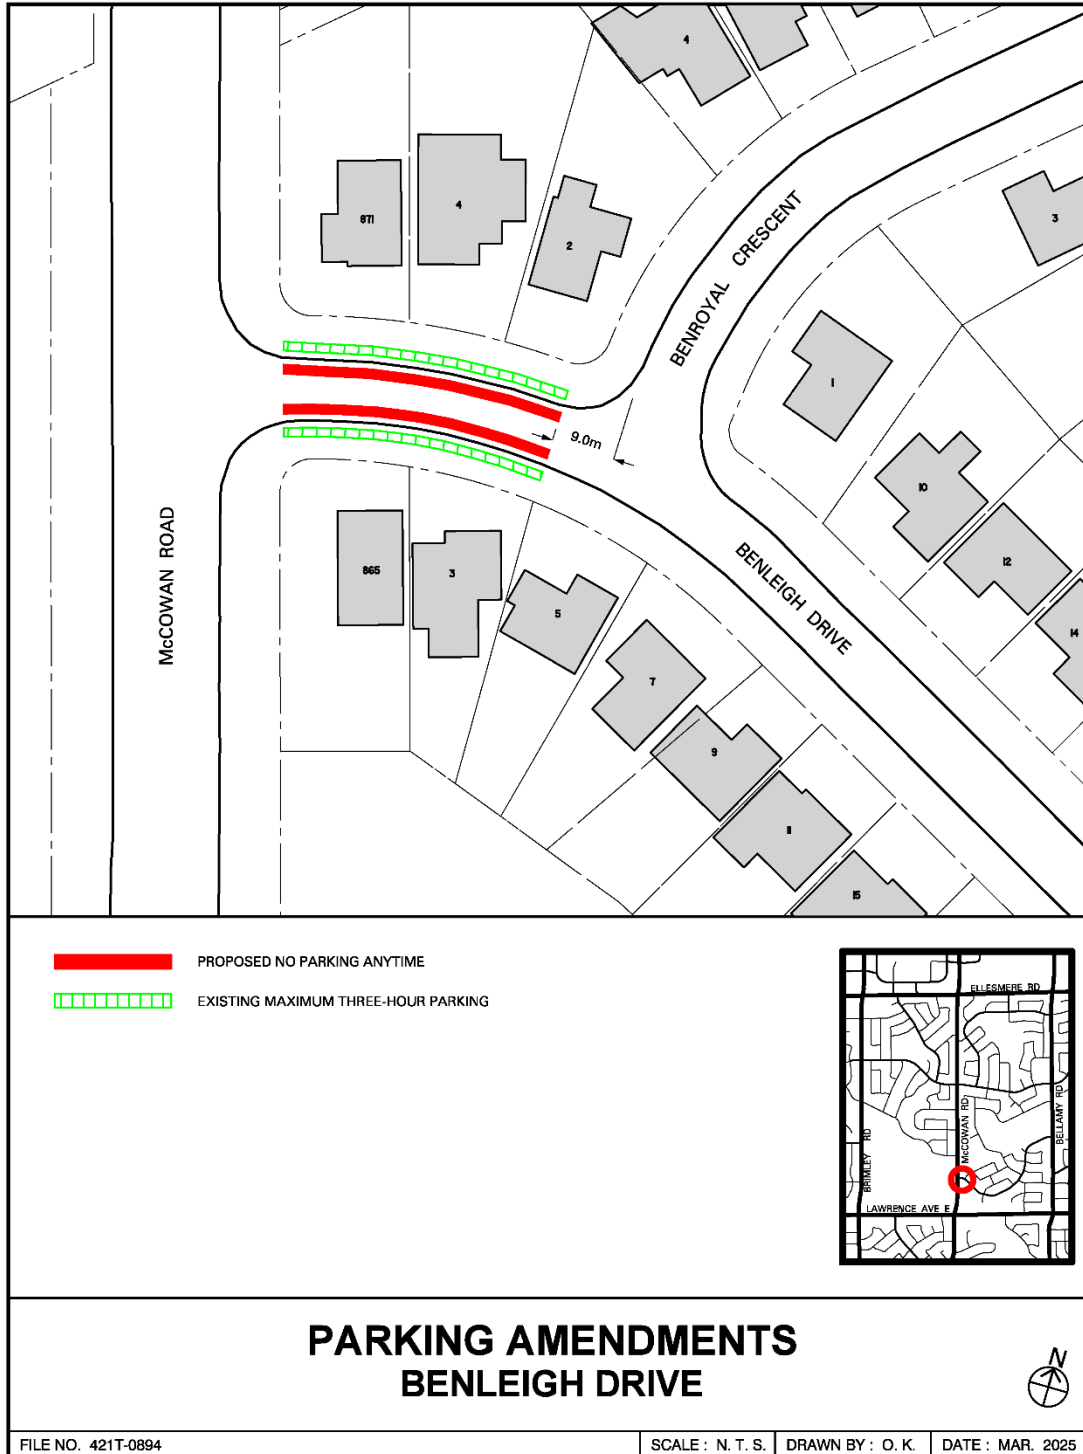 4
871
4
2
3
BENROYAL CRESCENT
1
9.0m
10
12
14
McCOWAN ROAD
BENLEIGH DRIVE
865
3
5
7
9
11
15
PROPOSED NO PARKING ANYTIME
EXISTING MAXIMUM THREE-HOUR PARKING
ELLESMERE RD
BRIMLEY RD
McCOWAN RD
BELLAMY RD
LAWRENCE AVE E
PARKING AMENDMENTS
BENLEIGH DRIVE
N
FILE NO. 421T-0894
SCALE : N. T. S.
DRAWN BY : O. K.
DATE : MAR. 2025